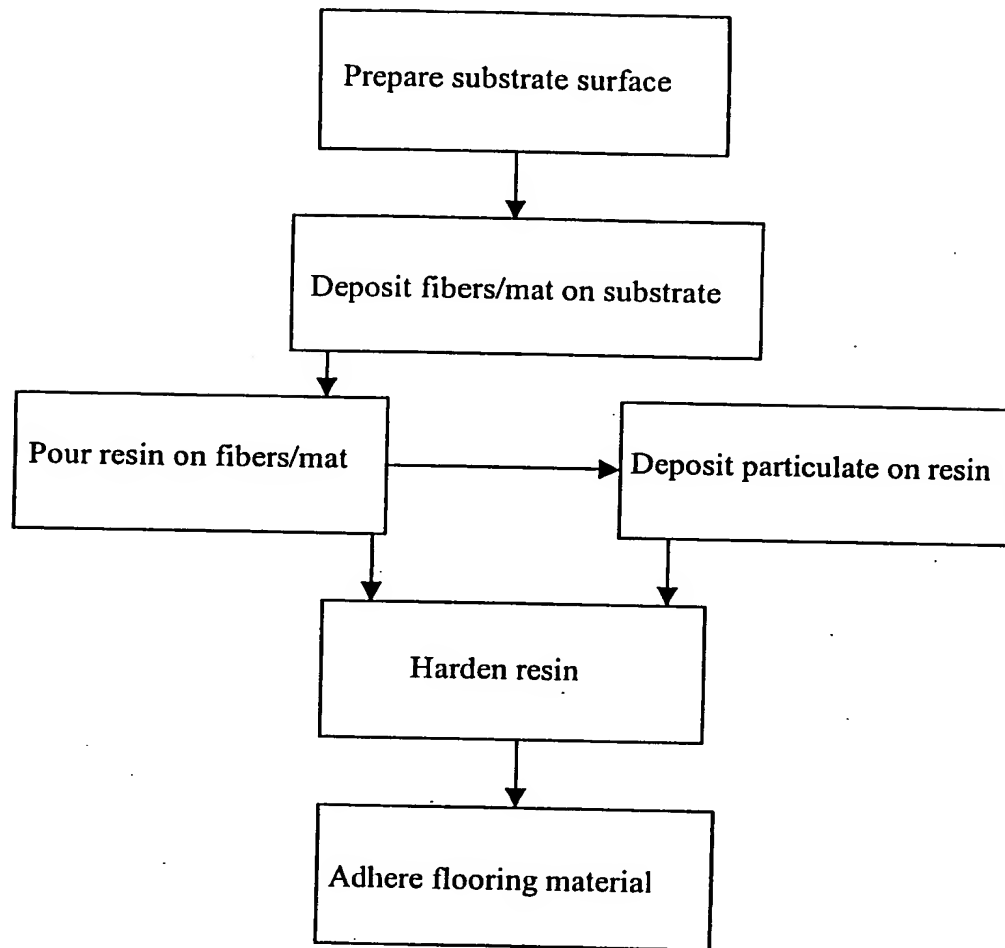 Prepare substrate surface
Deposit fibers/mat on substrate
Pour resin on fibers/mat
Deposit particulate on resin
Harden resin
Adhere flooring material